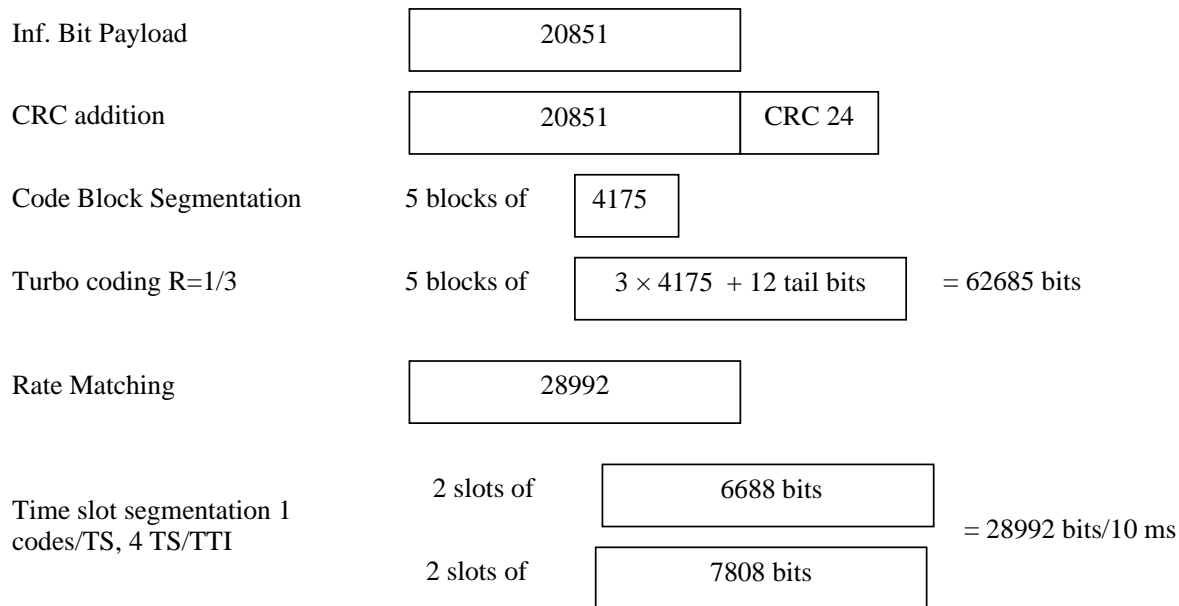 Inf. Bit Payload 20851
CRC addition 20851 CRC 24
Code Block Segmentation 5 blocks of 4175
Turbo coding R=1/3 5 blocks of 3 × 4175 + 12 tail bits = 62685 bits
Rate Matching 28992
Time slot segmentation 1
codes/TS, 4 TS/TTI
2 slots of 6688 bits
2 slots of 7808 bits
= 28992 bits/10 ms